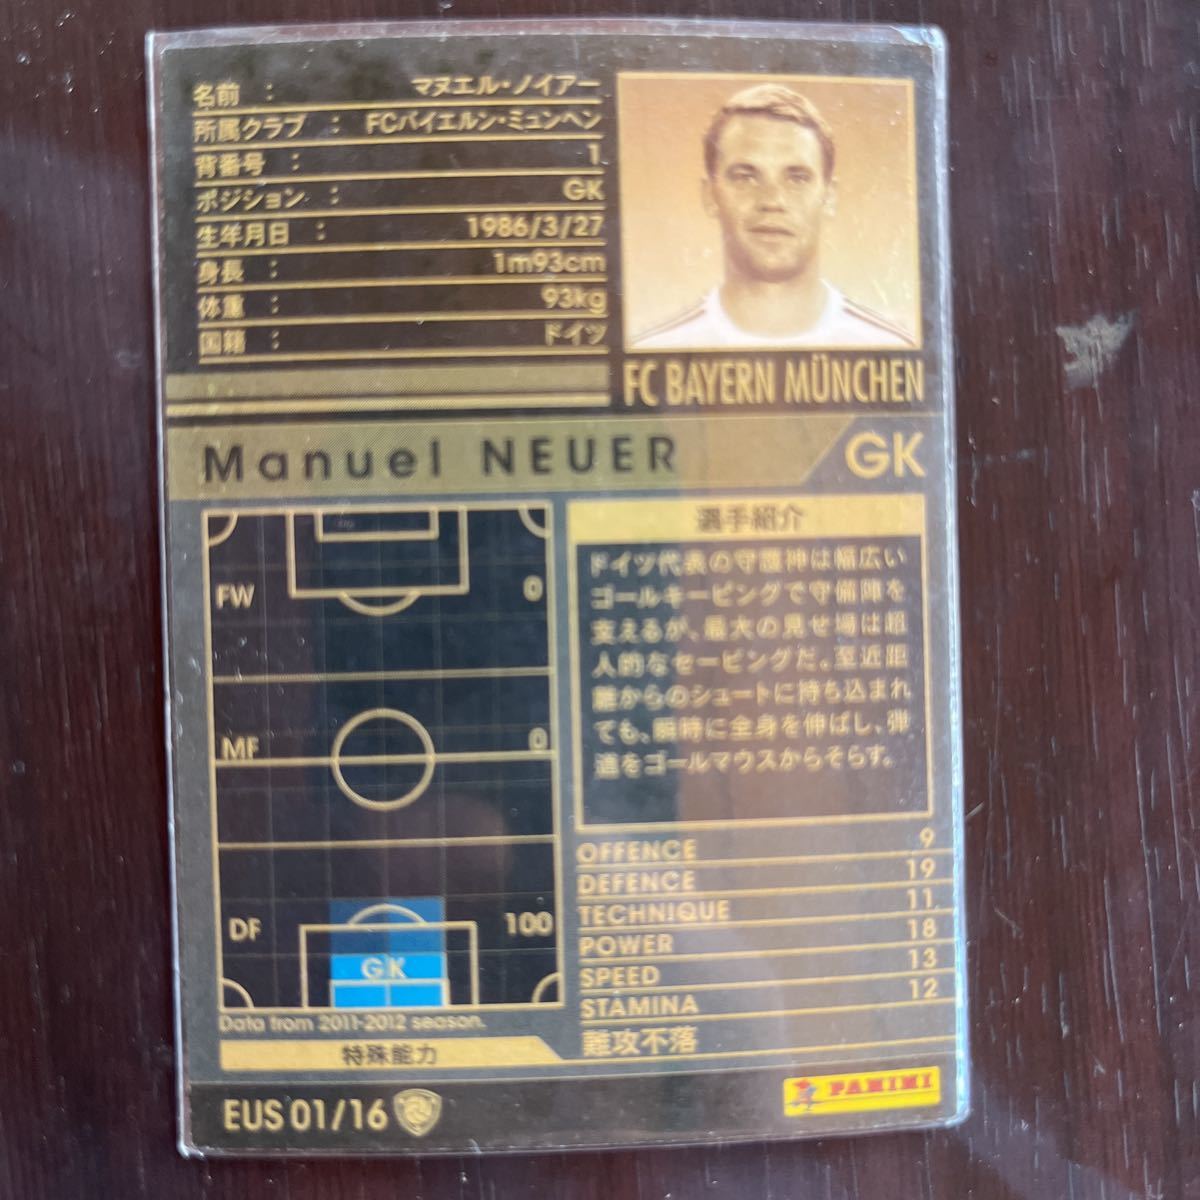 名前 : マヌエル・ノイアー
所属クラブ : FCバイエルン・ミュンヘン
背番号 : 1
ポジション : GK
生年月日 : 1986/3/27
身長 : 1m93cm
体重 : 93kg
国籍 : ドイツ
FC BAYERN MÜNCHEN
Manuel NEUER GK
選手紹介
ドイツ代表の守護神は幅広い
ゴールキーピングで守備陣を
支えるが、最大の見せ場は超
人的なセービングだ。至近距
離からのシュートに持ち込まれ
ても、瞬時に全身を伸ばし、弾
道をゴールマウスからそらす。
FW 0
MF 0
DF 100
GK
OFFENCE 9
DEFENCE 19
TECHNIQUE 11
POWER 18
SPEED 13
STAMINA 12
Data from 2011-2012 season.
特殊能力 難攻不落
EUS 01/16
PANINI